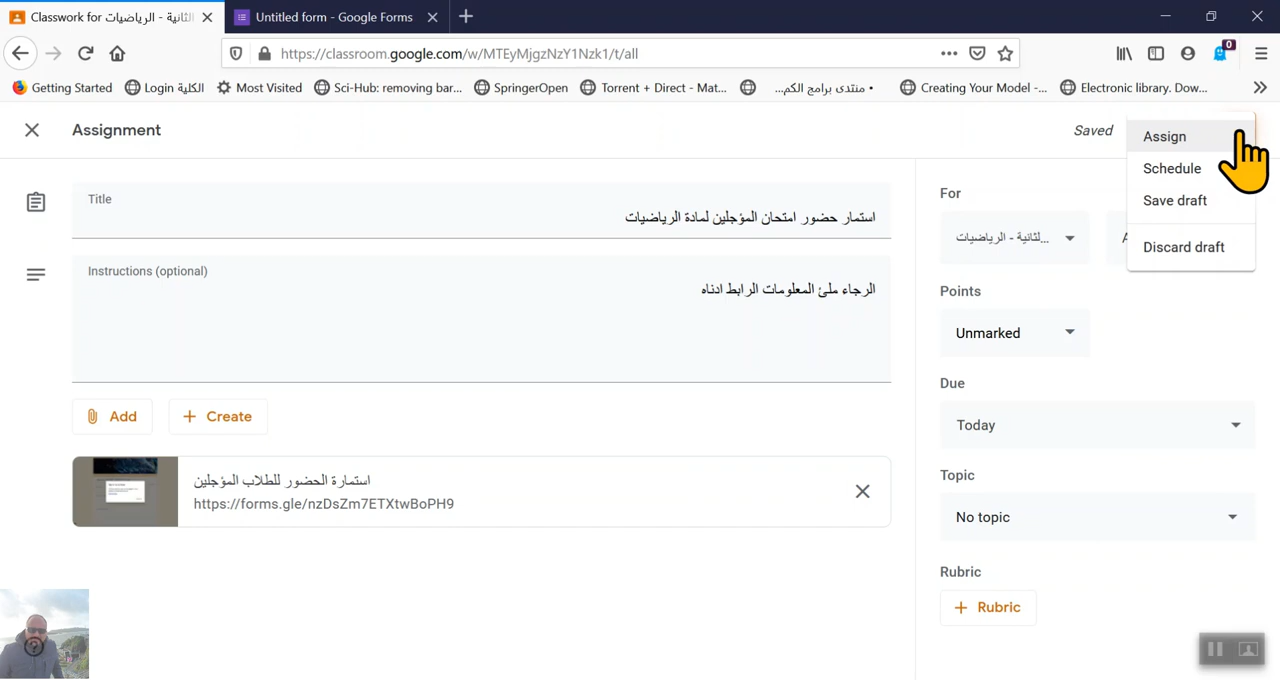 Classwork for الثانية - الرياضيات
Untitled form - Google Forms
https://classroom.google.com/w/MTEyMjgzNzY1Nzk1/t/all
0
Getting Started
Login الكلية
Most Visited
Sci-Hub: removing bar...
SpringerOpen
Torrent + Direct - Mat...
• منتدى برامج الكم...
Creating Your Model -...
Electronic library. Dow...
Assignment
Saved
Assign
Schedule
Save draft
Discard draft
Title
استمار حضور امتحان المؤجلين لمادة الرياضيات
Instructions (optional)
الرجاء ملئ المعلومات الرابط ادناه
Add
Create
استمارة الحضور للطلاب المؤجلين
https://forms.gle/nzDsZm7ETXtwBoPH9
For
...لثانية - الرياضيات
Points
Unmarked
Due
Today
Topic
No topic
Rubric
Rubric